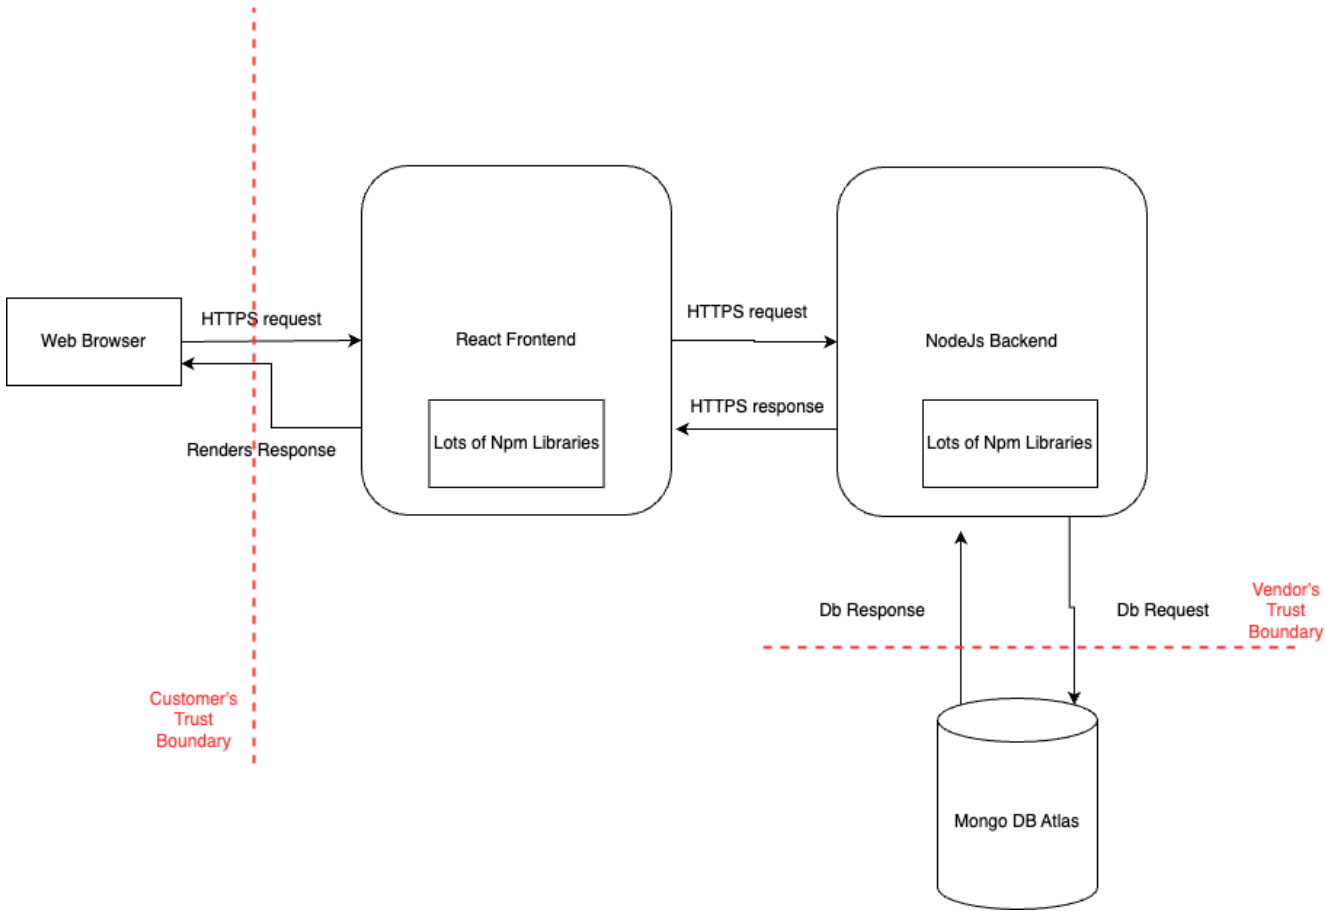 HTTPS request
Web Browser
Renders Response
React Frontend
Lots of Npm Libraries
HTTPS request
HTTPS response
NodeJs Backend
Lots of Npm Libraries
Db Response
Db Request
Vendor's
Trust
Boundary
Customer's
Trust
Boundary
Mongo DB Atlas